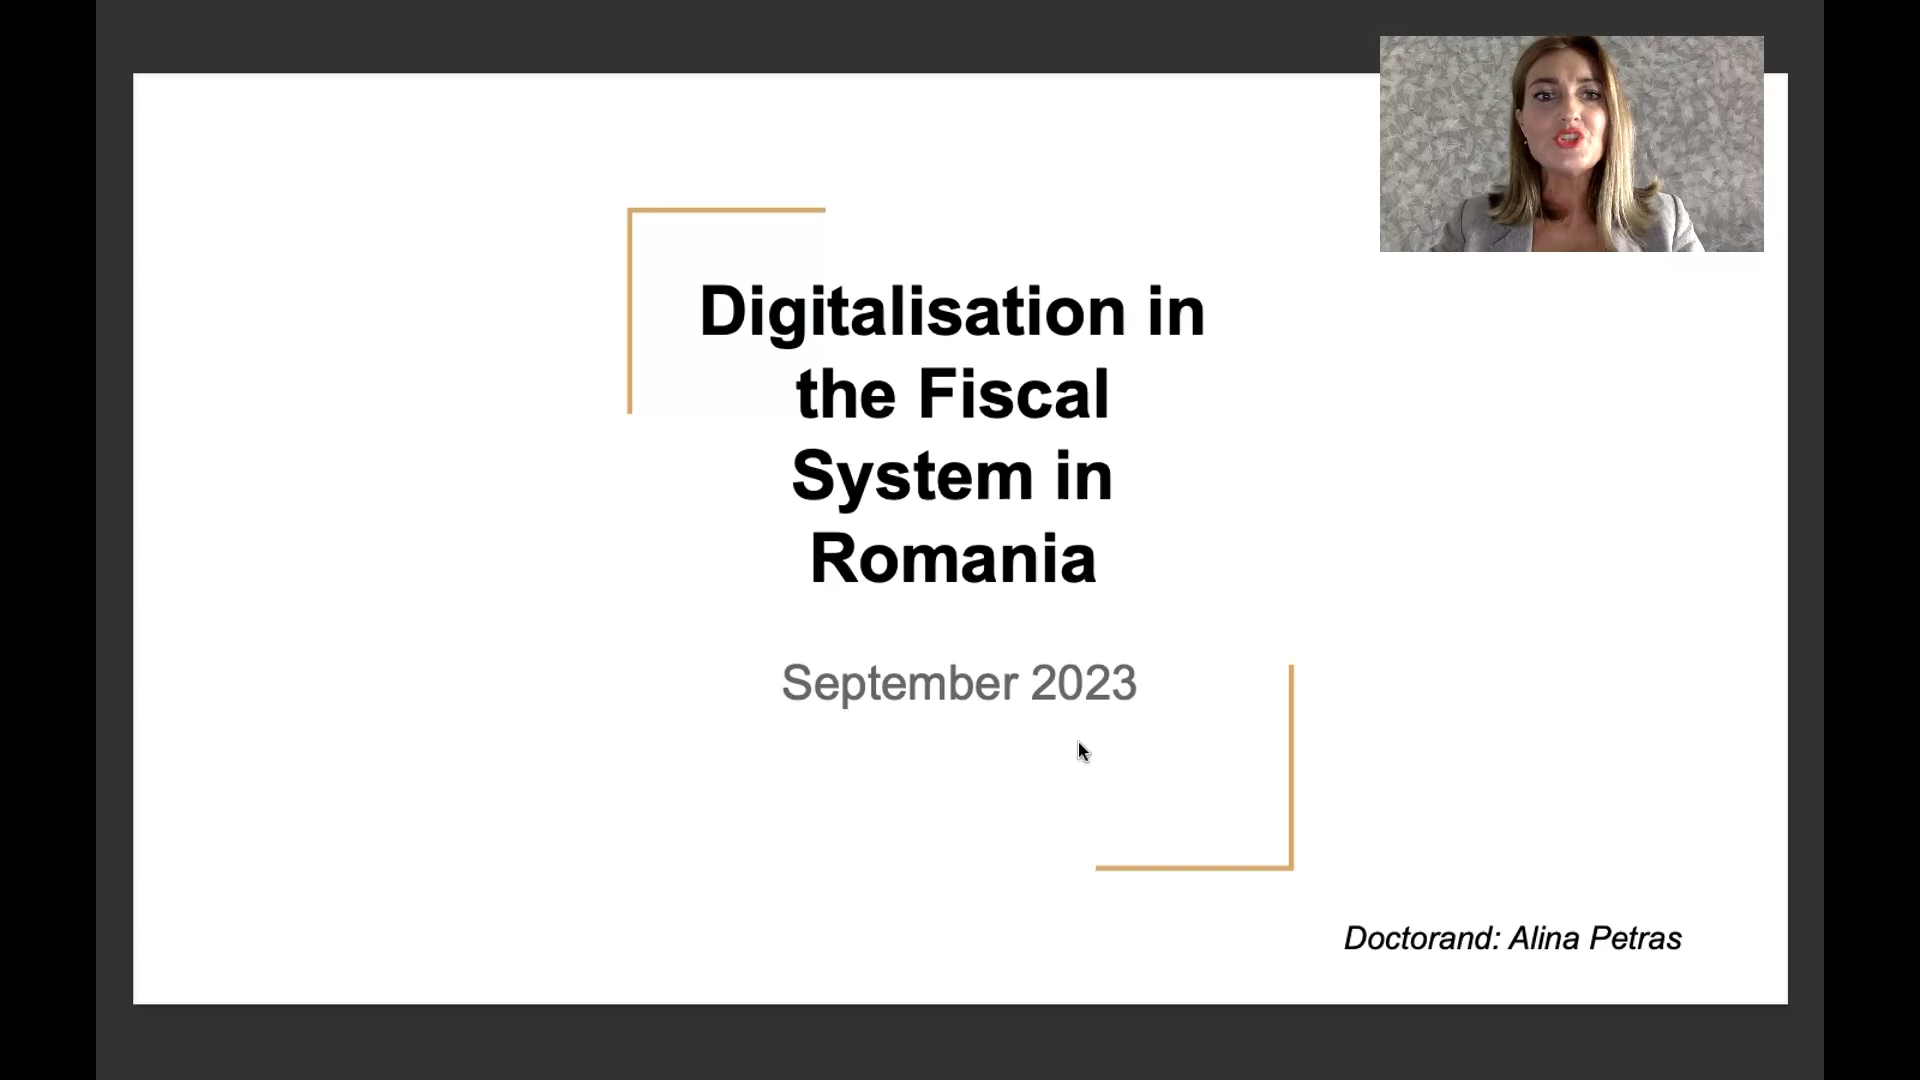 Digitalisation in
the Fiscal
System in
Romania
September 2023
Doctorand: Alina Petras